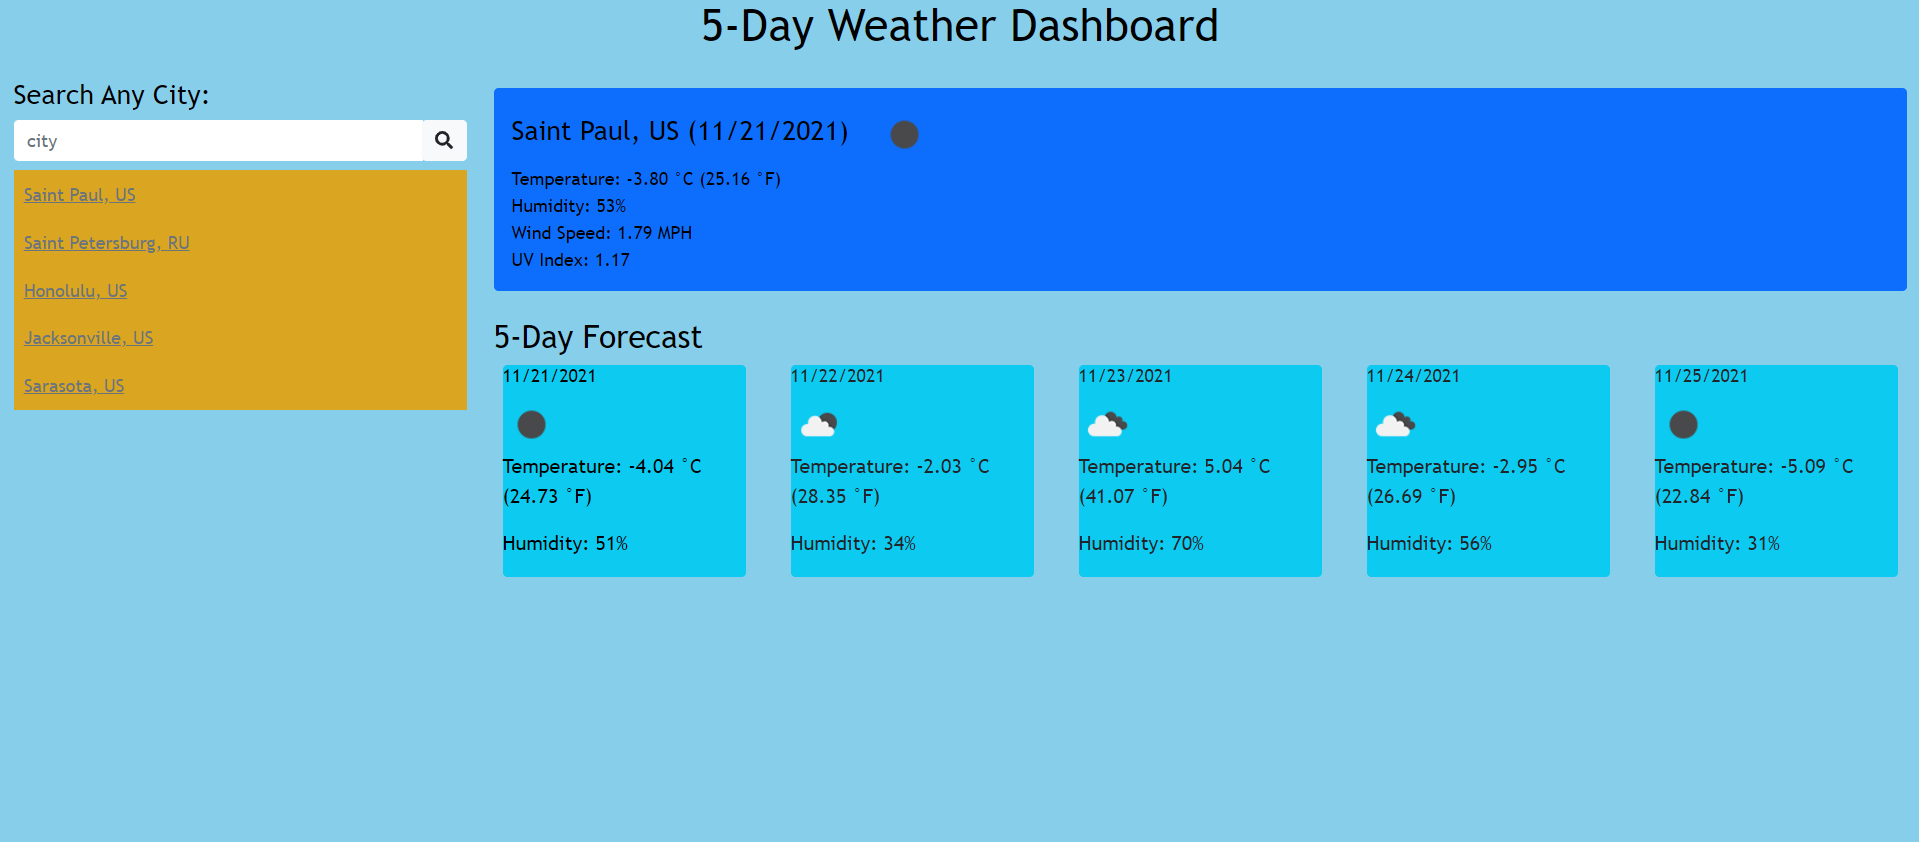 5-Day Weather Dashboard
Search Any City:
city
Saint Paul, US
Saint Petersburg, RU
Honolulu, US
Jacksonville, US
Sarasota, US
Saint Paul, US (11/21/2021)
Temperature: -3.80 °C (25.16 °F)
Humidity: 53%
Wind Speed: 1.79 MPH
UV Index: 1.17
5-Day Forecast
11/21/2021
Temperature: -4.04 °C
(24.73 °F)
Humidity: 51%
11/22/2021
Temperature: -2.03 °C
(28.35 °F)
Humidity: 34%
11/23/2021
Temperature: 5.04 °C
(41.07 °F)
Humidity: 70%
11/24/2021
Temperature: -2.95 °C
(26.69 °F)
Humidity: 56%
11/25/2021
Temperature: -5.09 °C
(22.84 °F)
Humidity: 31%